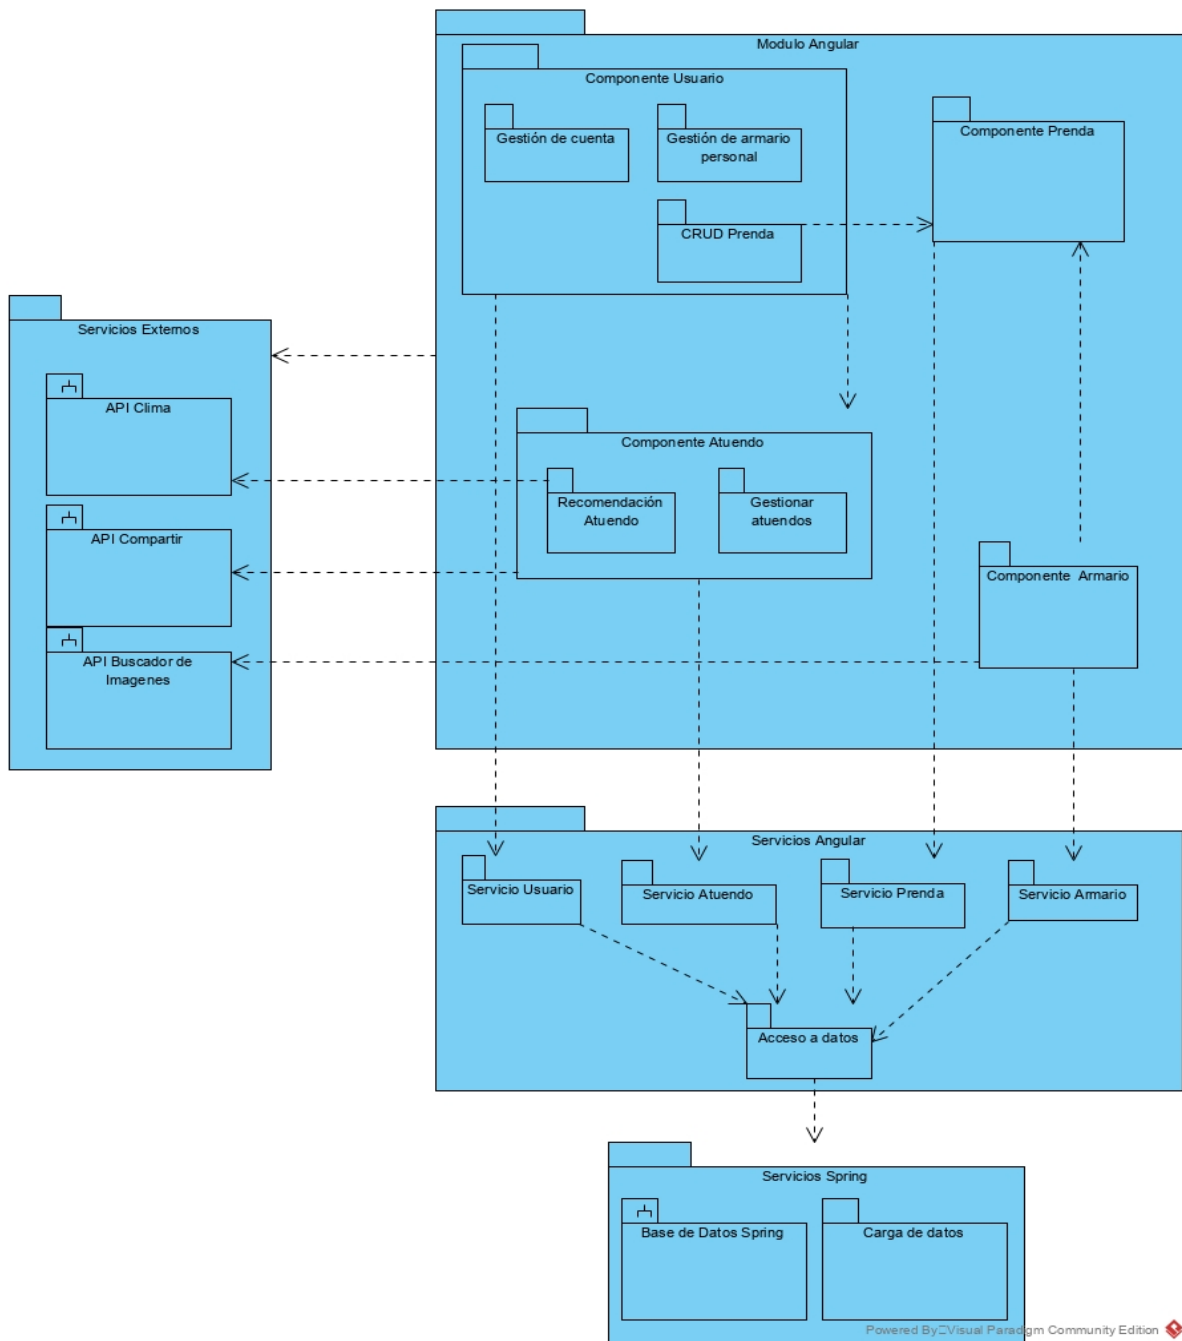 Modulo Angular
Componente Usuario
Gestión de cuenta
Gestión de armario
personal
CRUD Prenda
Componente Prenda
Servicios Externos
API Clima
API Compartir
API Buscador de
Imagenes
Componente Atuendo
Recomendación
Atuendo
Gestionar
atuendos
Componente Armario
Servicios Angular
Servicio Usuario
Servicio Atuendo
Servicio Prenda
Servicio Armario
Acceso a datos
Servicios Spring
Base de Datos Spring
Carga de datos
Powered By Visual Paradigm Community Edition